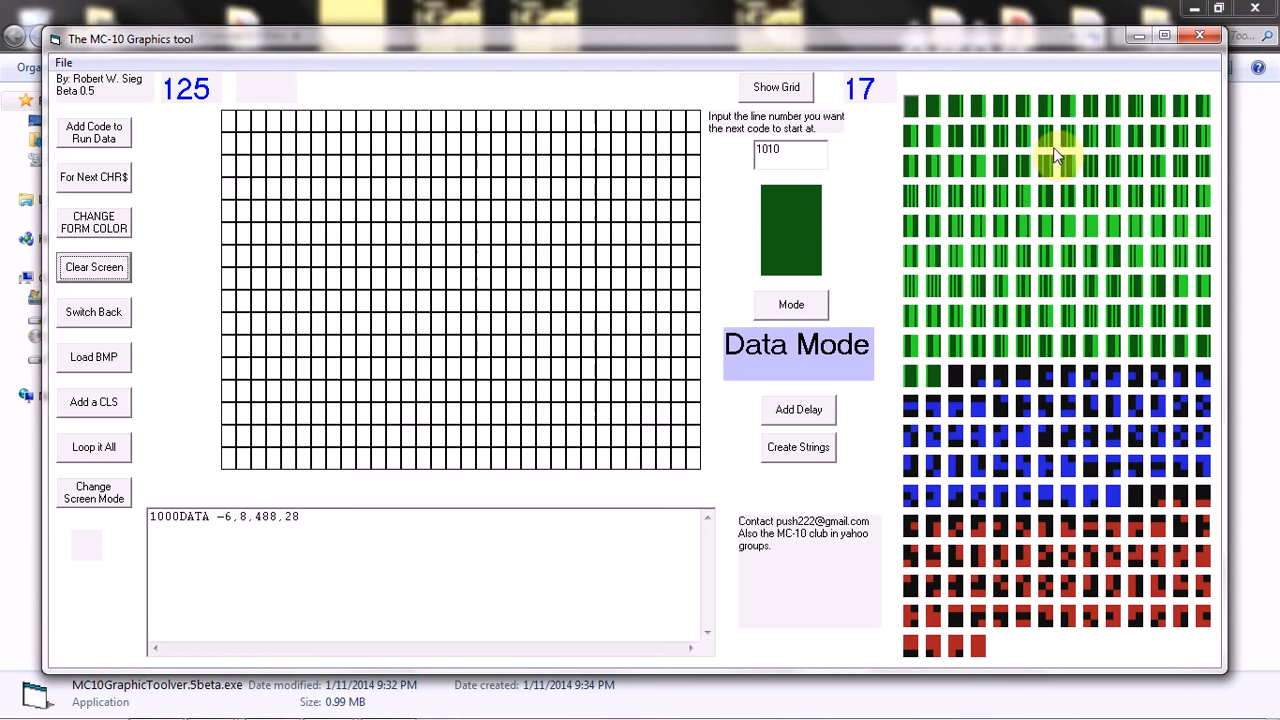 The MC-10 Graphics tool
File
Orga
Too...
By: Robert W. Sieg
Beta 0.5
125
Show Grid
17
Input the line number you want
the next code to start at.
1010
Add Code to
Run Data
For Next CHR$
CHANGE
FORM COLOR
Clear Screen
Switch Back
Load BMP
Add a CLS
Loop it All
Change
Screen Mode
Mode
Data Mode
Add Delay
Create Strings
1000DATA -6,8,488,28
Contact push222@gmail.com
Also the MC-10 club in yahoo
groups.
MC10GraphicToolver.5beta.exe Date modified: 1/11/2014 9:32 PM Date created: 1/11/2014 9:34 PM
Application Size: 0.99 MB